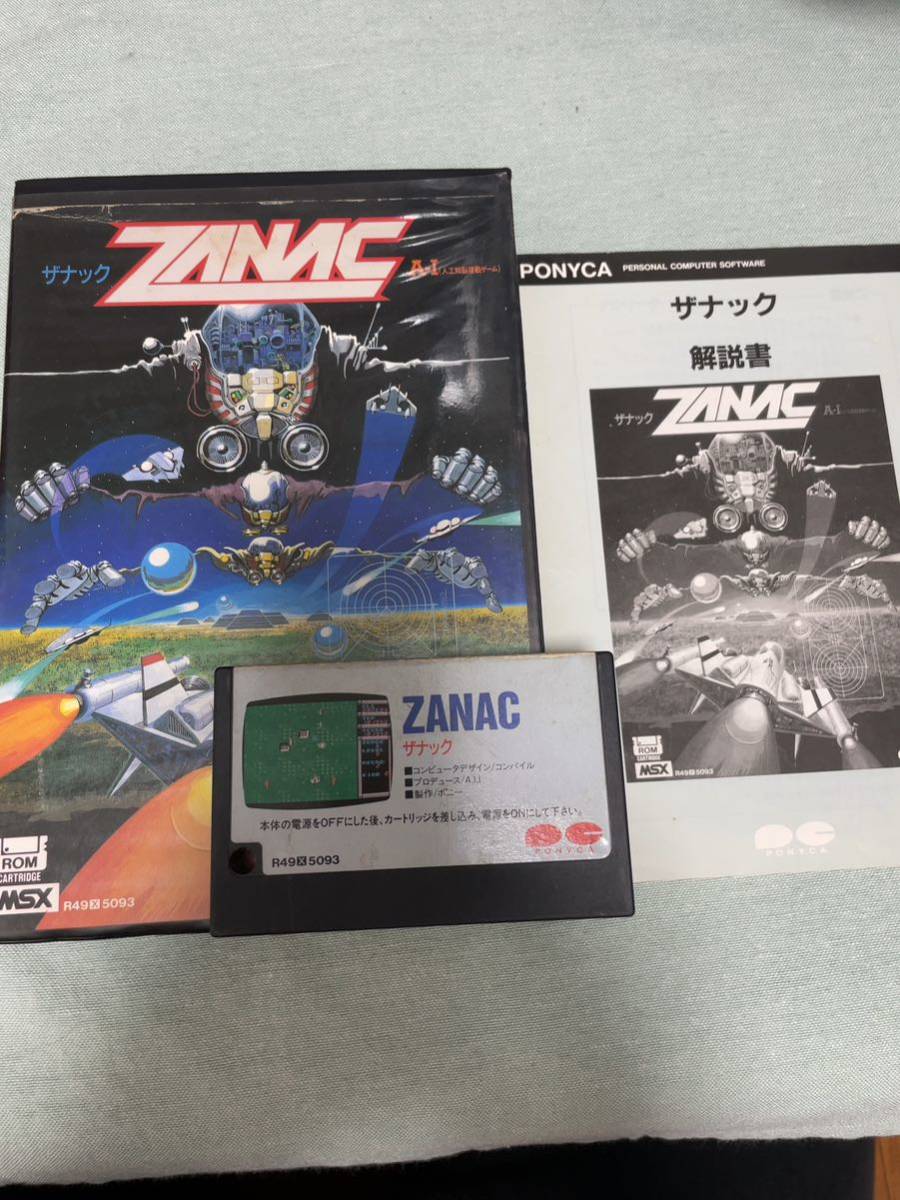 ZANAC
ザナック
A.I(人工知能搭載ゲーム)
ROM
CARTRIDGE
MSX
R49X5093
PONYCA PERSONAL COMPUTER SOFTWARE
ザナック
解説書
ザナック
ZANAC
A.I
ROM
CARTRIDGE
MSX
R49X5093
PONYCA
ZANAC
ザナック
■コンピュータデザイン/コンパイル
■プロデュース/A.I.I
■製作/ポニー
本体の電源をOFFにした後、カートリッジを差し込み、電源をONにして下さい。
R49X5093
PONYCA